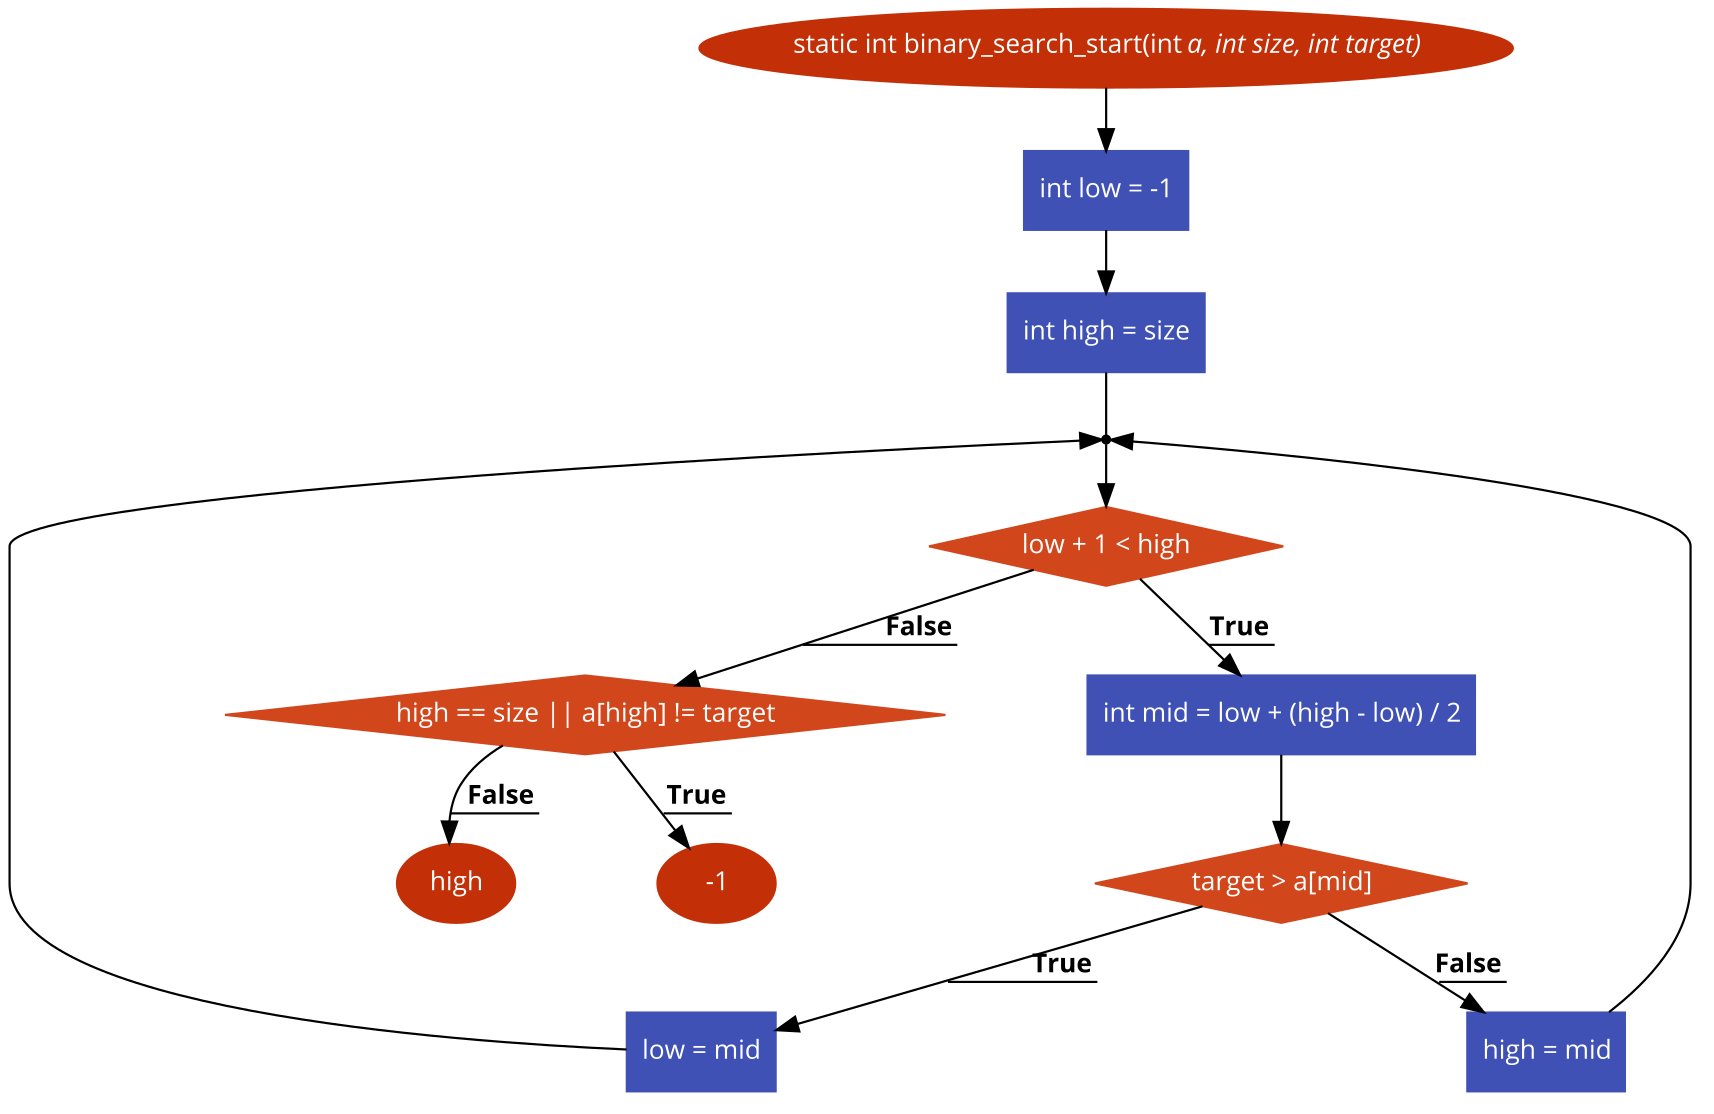 static int binary_search_start(int a, int size, int target)
int low = -1
int high = size
low + 1 < high
False
True
high == size || a[high] != target
int mid = low + (high - low) / 2
False
True
high
-1
target > a[mid]
True
False
low = mid
high = mid